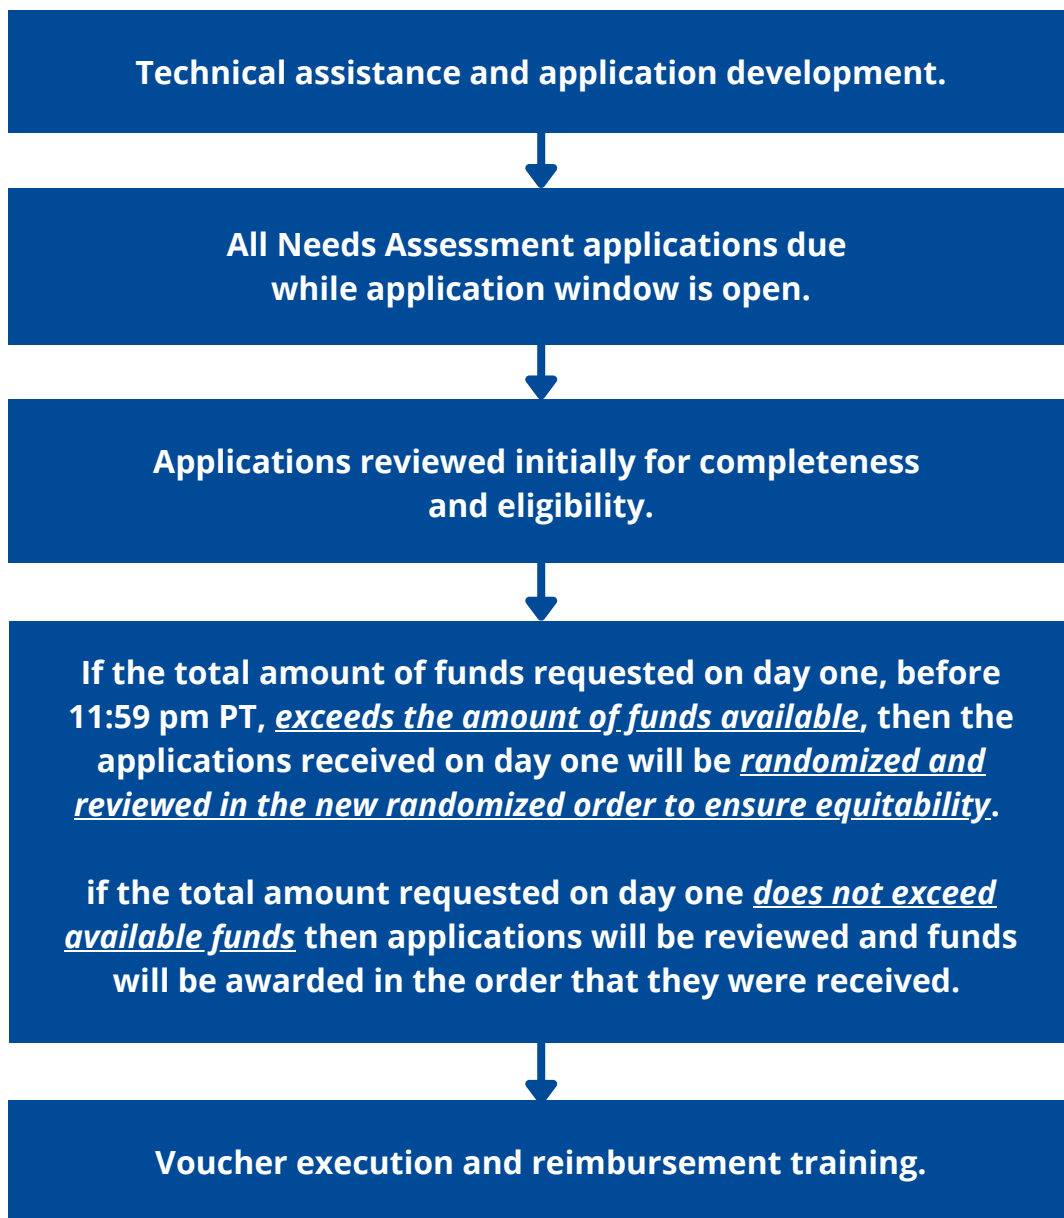 Technical assistance and application development.
All Needs Assessment applications due
while application window is open.
Applications reviewed initially for completeness
and eligibility.
If the total amount of funds requested on day one, before
11:59 pm PT, exceeds the amount of funds available, then the
applications received on day one will be randomized and
reviewed in the new randomized order to ensure equitability.
if the total amount requested on day one does not exceed
available funds then applications will be reviewed and funds
will be awarded in the order that they were received.
Voucher execution and reimbursement training.